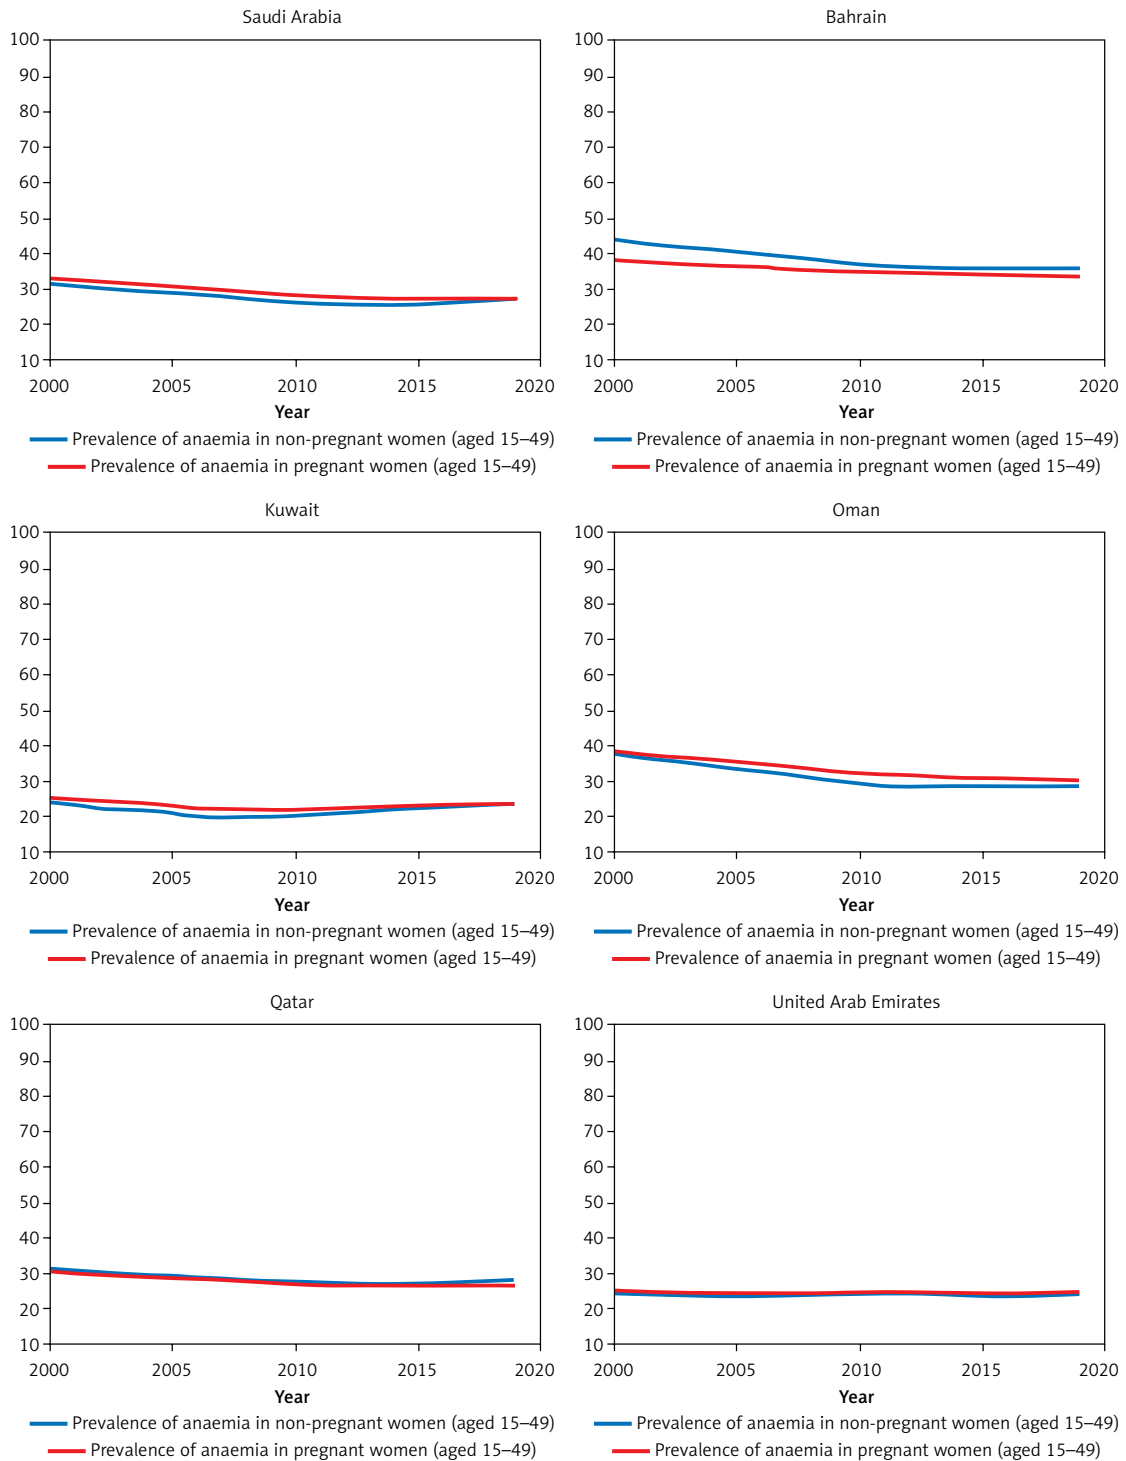 Saudi Arabia
100
90
80
70
60
50
40
30
20
10
2000 2005 2010 2015 2020
Year
Prevalence of anaemia in non-pregnant women (aged 15–49)
Prevalence of anaemia in pregnant women (aged 15–49)
Bahrain
100
90
80
70
60
50
40
30
20
10
2000 2005 2010 2015 2020
Year
Prevalence of anaemia in non-pregnant women (aged 15–49)
Prevalence of anaemia in pregnant women (aged 15–49)
Kuwait
100
90
80
70
60
50
40
30
20
10
2000 2005 2010 2015 2020
Year
Prevalence of anaemia in non-pregnant women (aged 15–49)
Prevalence of anaemia in pregnant women (aged 15–49)
Oman
100
90
80
70
60
50
40
30
20
10
2000 2005 2010 2015 2020
Year
Prevalence of anaemia in non-pregnant women (aged 15–49)
Prevalence of anaemia in pregnant women (aged 15–49)
Qatar
100
90
80
70
60
50
40
30
20
10
2000 2005 2010 2015 2020
Year
Prevalence of anaemia in non-pregnant women (aged 15–49)
Prevalence of anaemia in pregnant women (aged 15–49)
United Arab Emirates
100
90
80
70
60
50
40
30
20
10
2000 2005 2010 2015 2020
Year
Prevalence of anaemia in non-pregnant women (aged 15–49)
Prevalence of anaemia in pregnant women (aged 15–49)